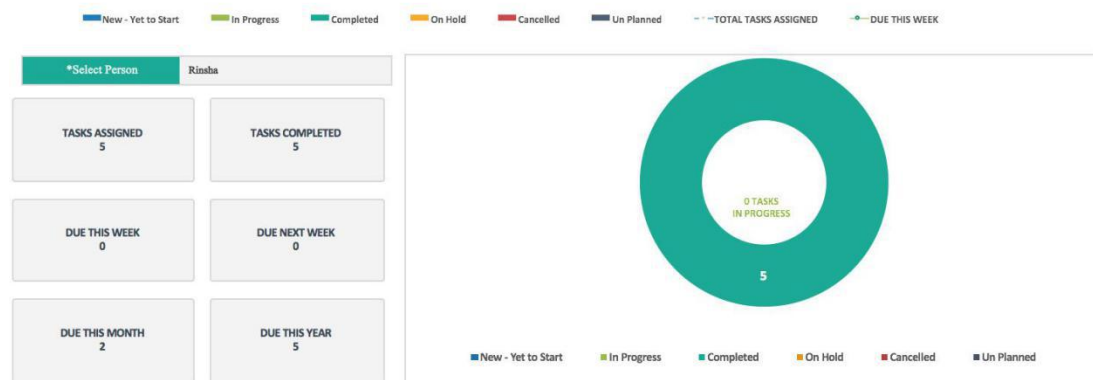 New - Yet to Start In Progress Completed On Hold Cancelled Un Planned TOTAL TASKS ASSIGNED DUE THIS WEEK
*Select Person Rinsha
TASKS ASSIGNED
5
TASKS COMPLETED
5
DUE THIS WEEK
0
DUE NEXT WEEK
0
DUE THIS MONTH
2
DUE THIS YEAR
5
0 TASKS
IN PROGRESS
5
New - Yet to Start In Progress Completed On Hold Cancelled Un Planned